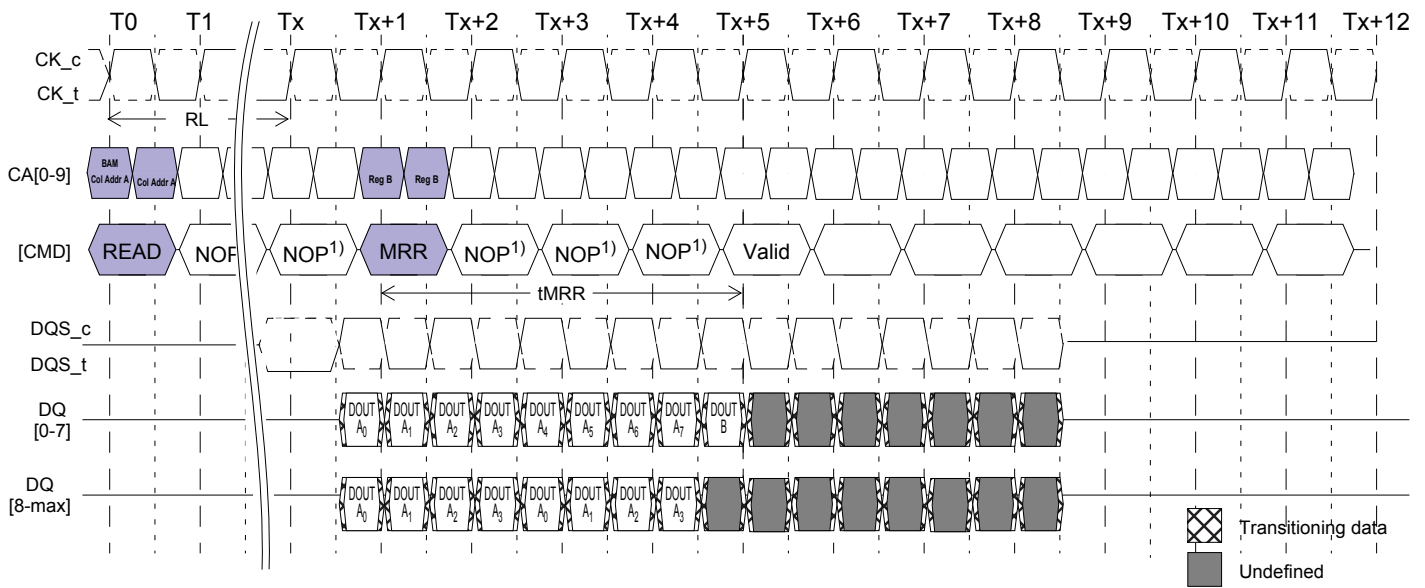 T0 T1 Tx Tx+1 Tx+2 Tx+3 Tx+4 Tx+5 Tx+6 Tx+7 Tx+8 Tx+9 Tx+10 Tx+11 Tx+12
CK_c
CK_t
RL
CA[0-9]
BAM
Col Addr A
Col Addr A
Reg B
Reg B
[CMD]
READ NOP NOP1) MRR NOP1) NOP1) NOP1) Valid
tMRR
DQS_c
DQS_t
DQ
[0-7]
DOUT DOUT DOUT DOUT DOUT DOUT DOUT DOUT DOUT
A0 A1 A2 A3 A4 A5 A6 A7 B
DQ
[8-max]
DOUT DOUT DOUT DOUT DOUT DOUT DOUT DOUT
A0 A1 A2 A3 A0 A1 A2 A3
Transitioning data
Undefined